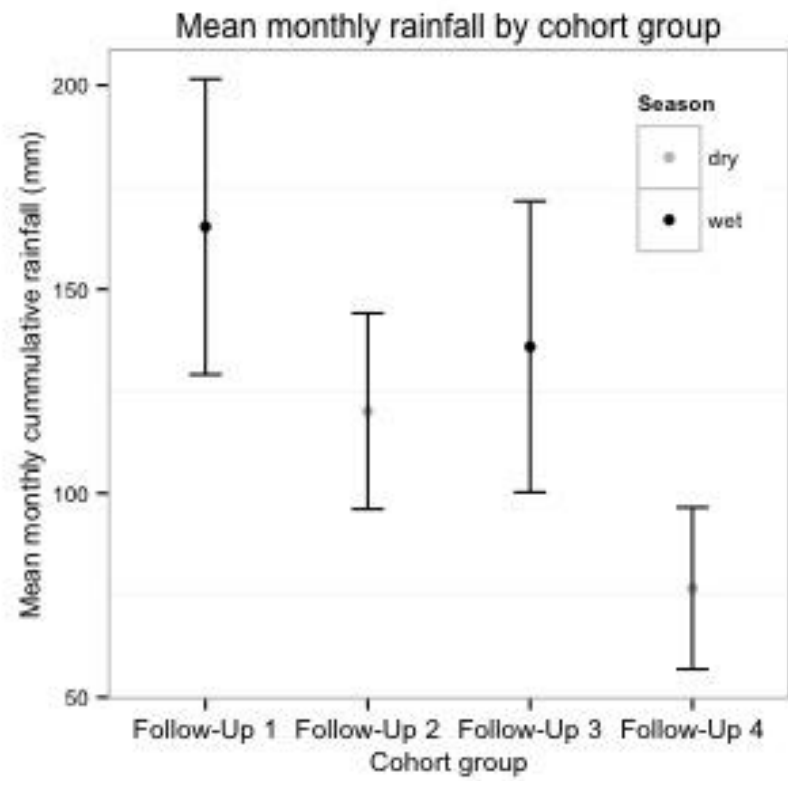 Mean monthly rainfall by cohort group
Mean monthly cummulative rainfall (mm)
200
150
100
50
Season
dry
wet
Follow-Up 1 Follow-Up 2 Follow-Up 3 Follow-Up 4
Cohort group